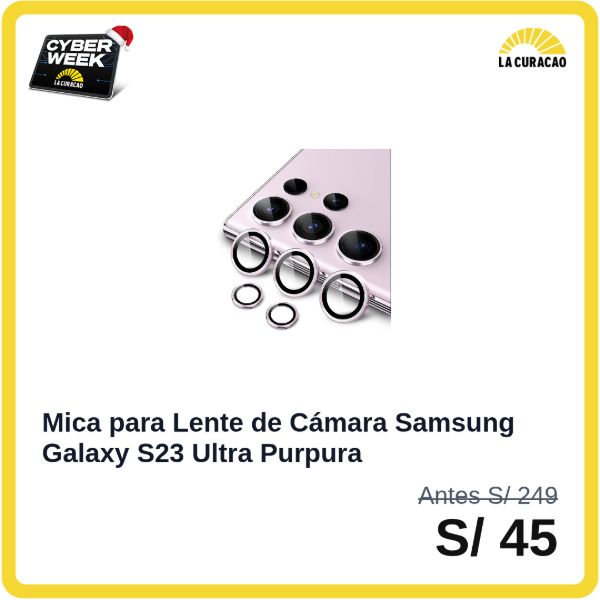 CYBER
WEEK
LA CURACAO
LA CURACAO
Mica para Lente de Cámara Samsung
Galaxy S23 Ultra Purpura
Antes S/ 249
S/ 45